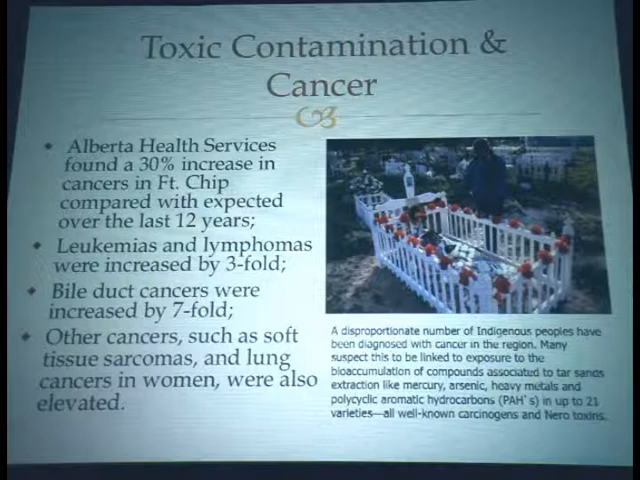 Toxic Contamination &
Cancer
Alberta Health Services
found a 30% increase in
cancers in Ft. Chip
compared with expected
over the last 12 years;
Leukemias and lymphomas
were increased by 3-fold;
Bile duct cancers were
increased by 7-fold;
Other cancers, such as soft
tissue sarcomas, and lung
cancers in women, were also
elevated.
A disproportionate number of Indigenous peoples have
been diagnosed with cancer in the region. Many
suspect this to be linked to exposure to the
bioaccumulation of compounds associated to tar sands
extraction like mercury, arsenic, heavy metals and
polycyclic aromatic hydrocarbons (PAH's) in up to 21
varieties—all well-known carcinogens and Nero toxins.